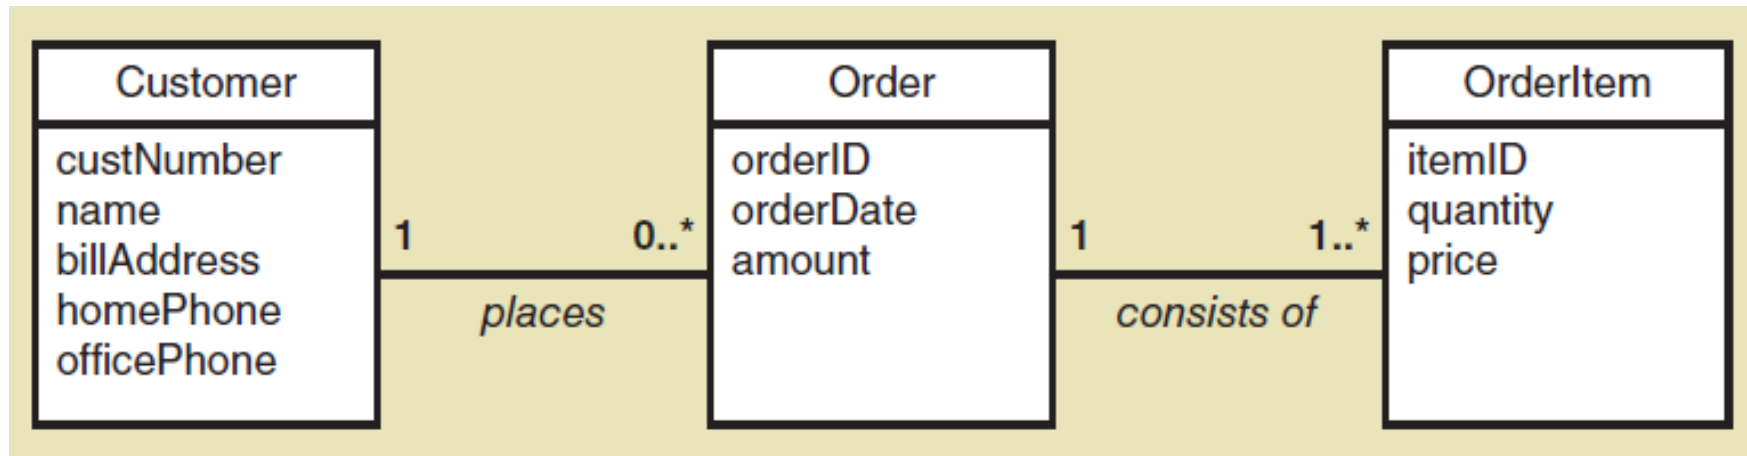 Customer
custNumber
name
billAddress
homePhone
officePhone
1
0..*
places
Order
orderID
orderDate
amount
1
1..*
consists of
OrderItem
itemID
quantity
price